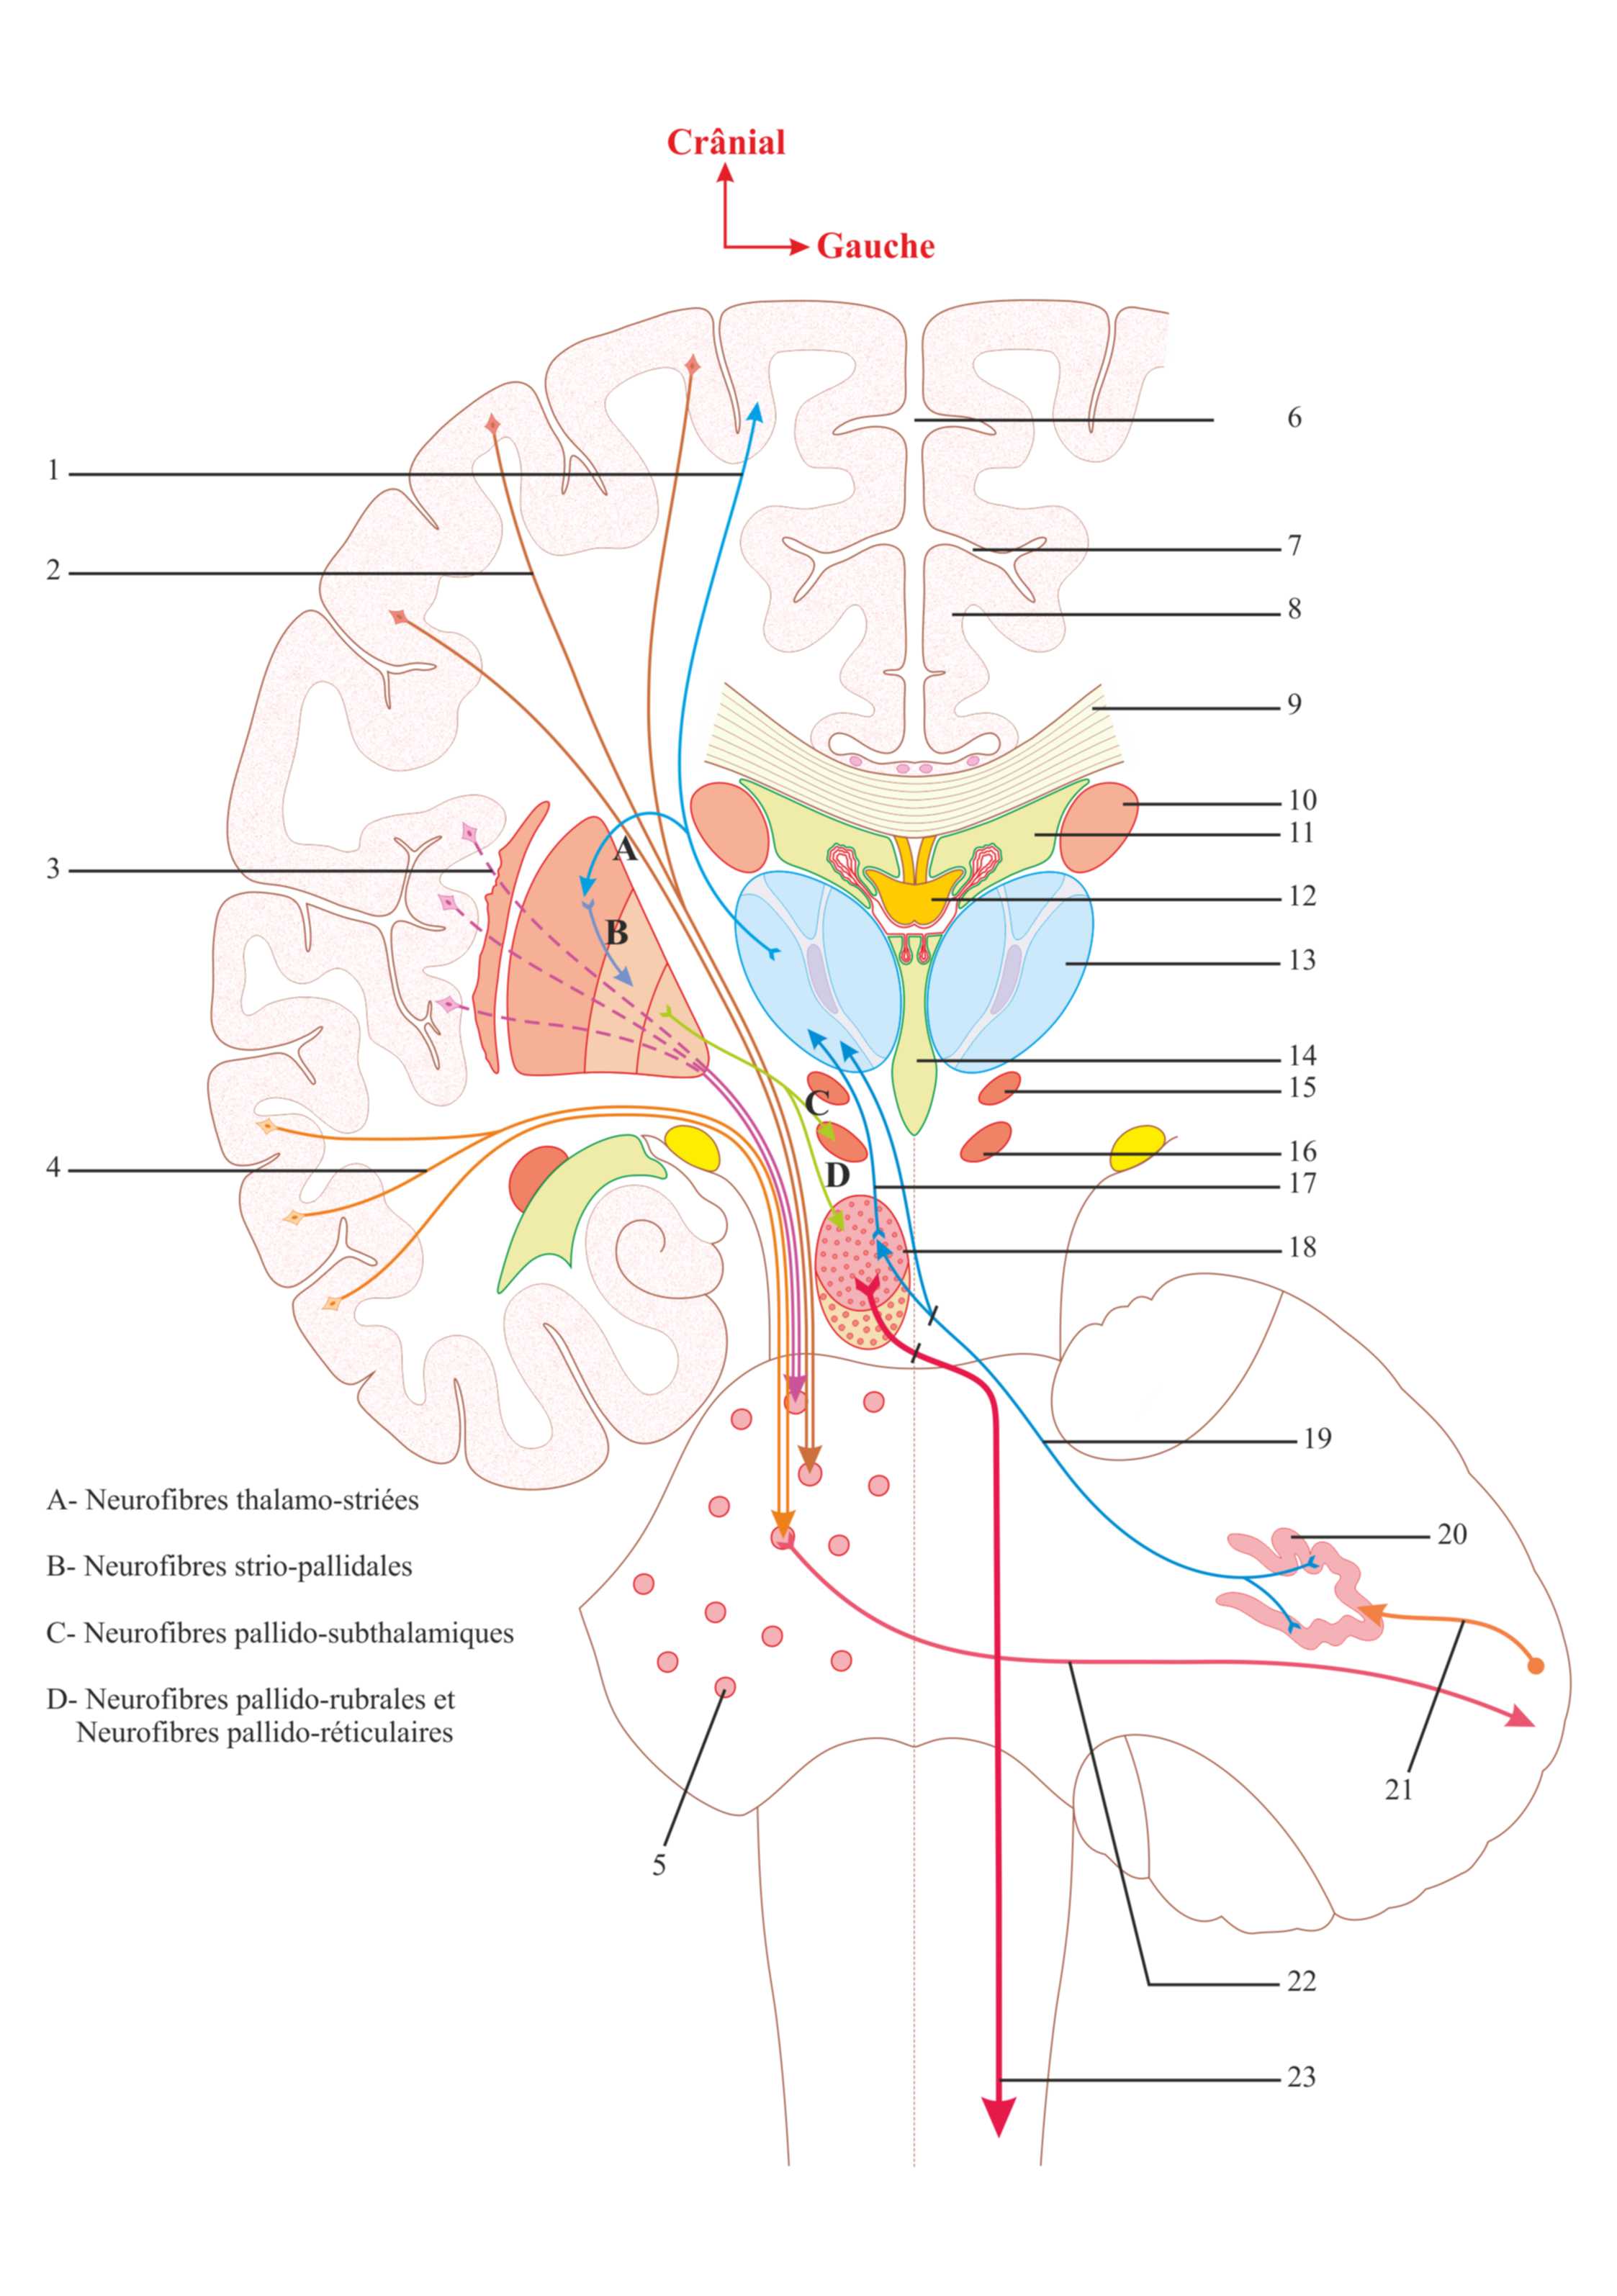 Crânial
Gauche
1
2
3
4
5
6
7
8
9
10
11
12
13
14
15
16
17
18
19
20
21
22
23
A
B
C
D
A- Neurofibres thalamo-striées
B- Neurofibres strio-pallidales
C- Neurofibres pallido-subthalamiques
D- Neurofibres pallido-rubrales et
Neurofibres pallido-réticulaires